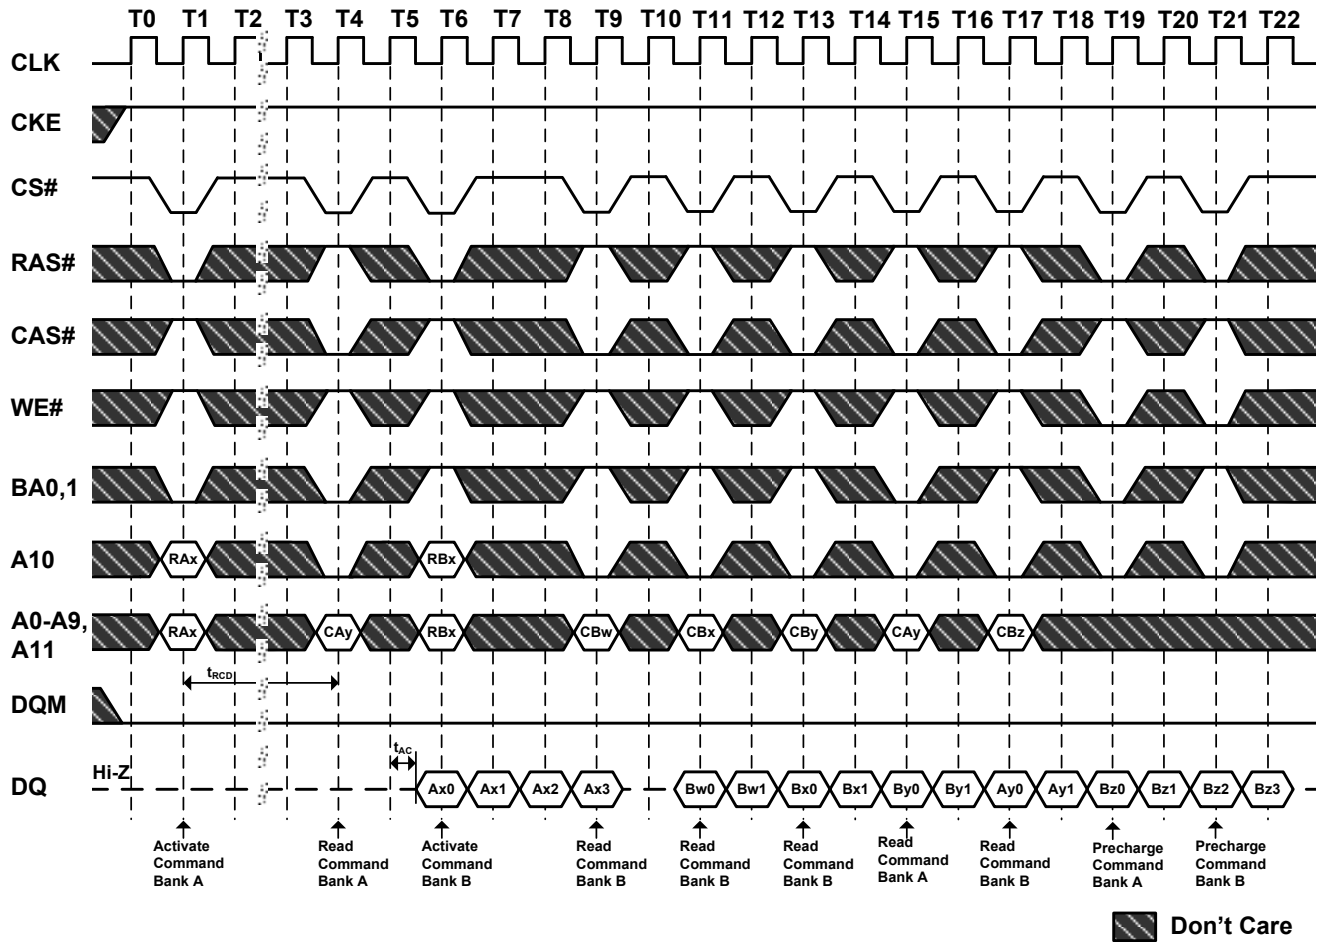 T0 T1 T2 T3 T4 T5 T6 T7 T8 T9 T10 T11 T12 T13 T14 T15 T16 T17 T18 T19 T20 T21 T22
CLK
CKE
CS#
RAS#
CAS#
WE#
BA0,1
A10 RAx RBx
A0-A9,
A11 RAx CAy RBx CBw CBx CBy CAy CBz
tRCD
DQM
tAC
Hi-Z
DQ Ax0 Ax1 Ax2 Ax3 Bw0 Bw1 Bx0 Bx1 By0 By1 Ay0 Ay1 Bz0 Bz1 Bz2 Bz3
Activate
Command
Bank A
Read
Command
Bank A
Activate
Command
Bank B
Read
Command
Bank B
Read
Command
Bank B
Read
Command
Bank B
Read
Command
Bank A
Read
Command
Bank B
Precharge
Command
Bank A
Precharge
Command
Bank B
Don't Care